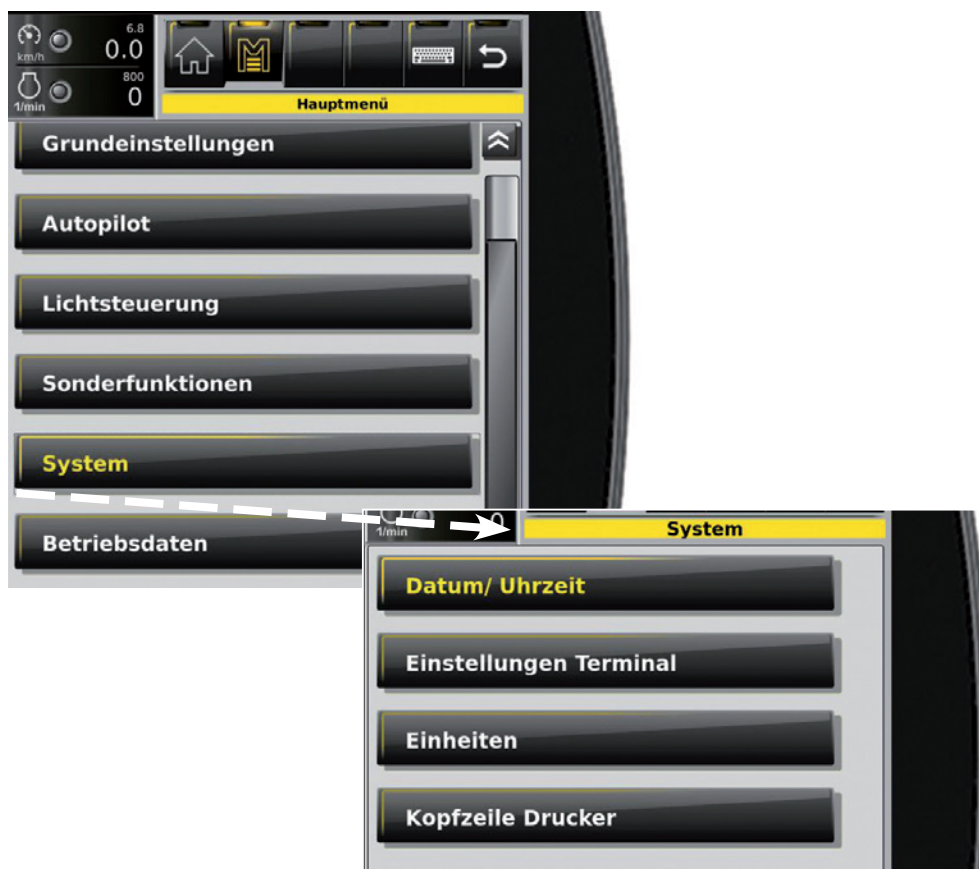 6.8
km/h 0.0
800
1/min 0
Hauptmenü
Grundeinstellungen
Autopilot
Lichtsteuerung
Sonderfunktionen
System
Betriebsdaten
1/min 0
System
Datum/ Uhrzeit
Einstellungen Terminal
Einheiten
Kopfzeile Drucker